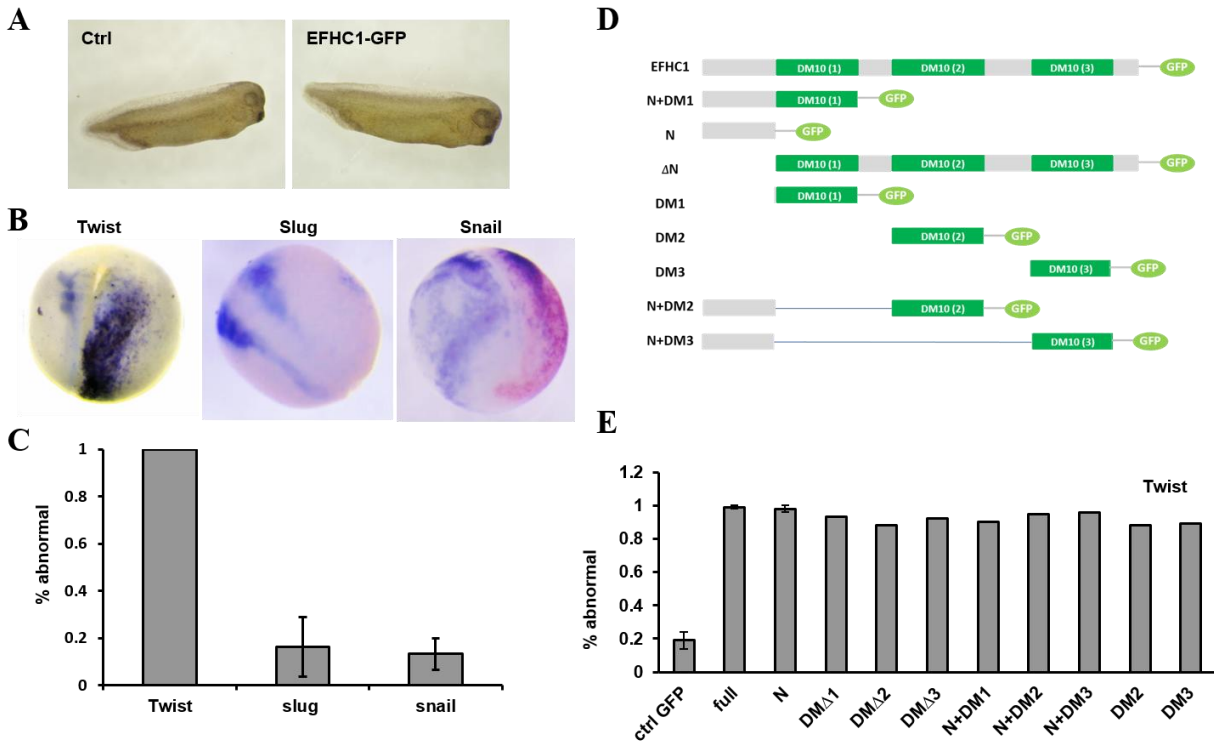 A
Ctrl
EFHC1-GFP
B
Twist
Slug
Snail
C
% abnormal
1
0.8
0.6
0.4
0.2
0
Twist
slug
snail
D
EFHC1
DM10 (1)
DM10 (2)
DM10 (3)
GFP
N+DM1
DM10 (1)
GFP
N
GFP
ΔN
DM10 (1)
DM10 (2)
DM10 (3)
GFP
DM1
DM10 (1)
GFP
DM2
DM10 (2)
GFP
DM3
DM10 (3)
GFP
N+DM2
DM10 (2)
GFP
N+DM3
DM10 (3)
GFP
E
Twist
% abnormal
1.2
1
0.8
0.6
0.4
0.2
0
ctrl GFP
full
N
DMΔ1
DMΔ2
DMΔ3
N+DM1
N+DM2
N+DM3
DM2
DM3